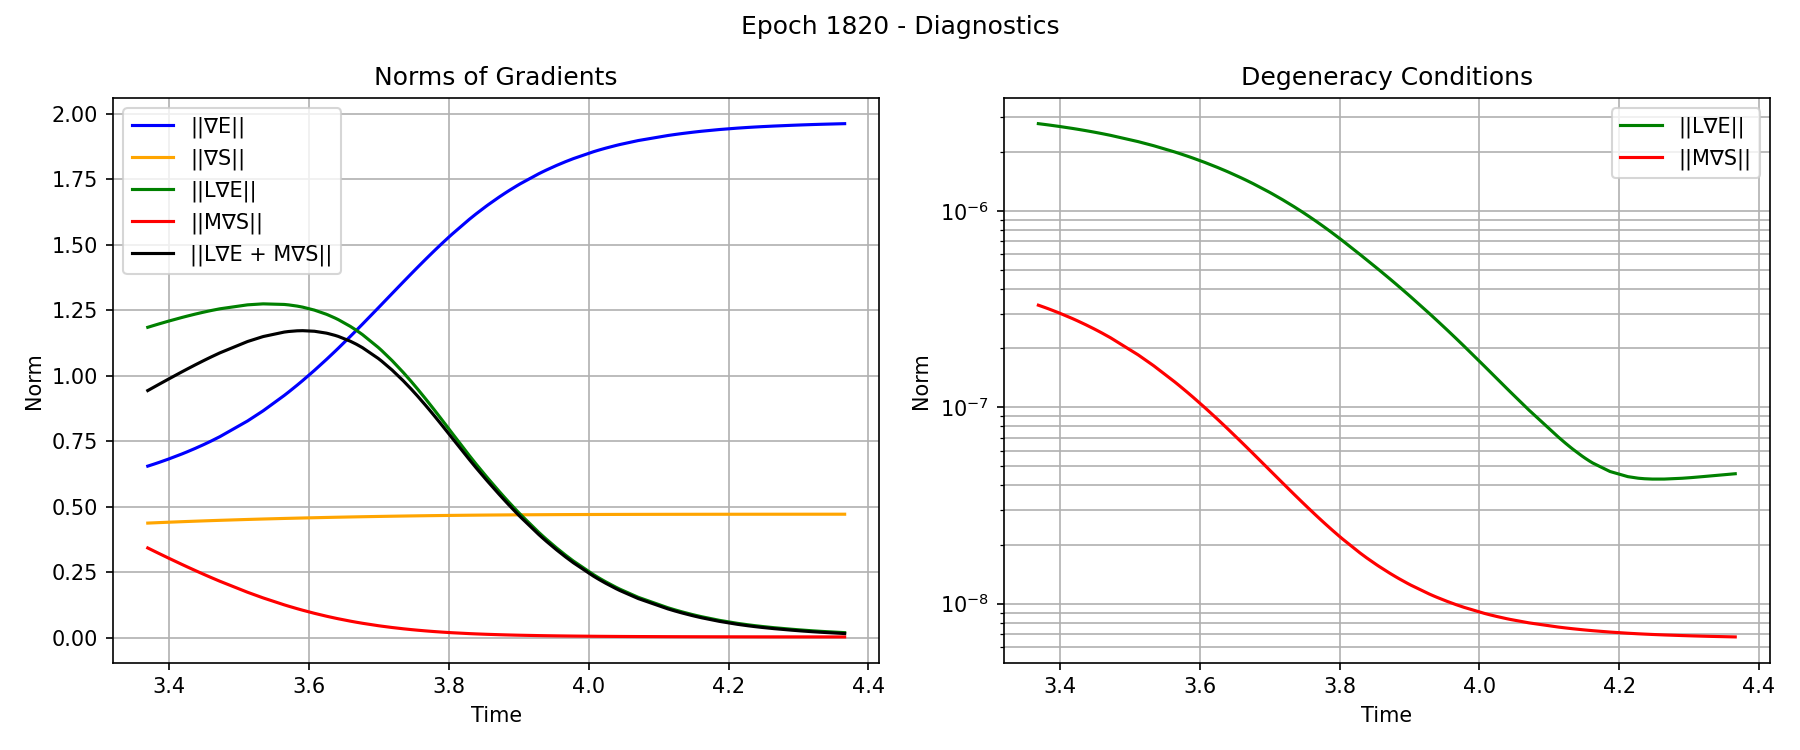 Epoch 1820 - Diagnostics
Norms of Gradients
2.00
1.75
1.50
1.25
1.00
0.75
0.50
0.25
0.00
Norm
||∇E||
||∇S||
||L∇E||
||M∇S||
||L∇E + M∇S||
3.4
3.6
3.8
4.0
4.2
4.4
Time
Degeneracy Conditions
10⁻⁶
10⁻⁷
10⁻⁸
Norm
||L∇E||
||M∇S||
3.4
3.6
3.8
4.0
4.2
4.4
Time